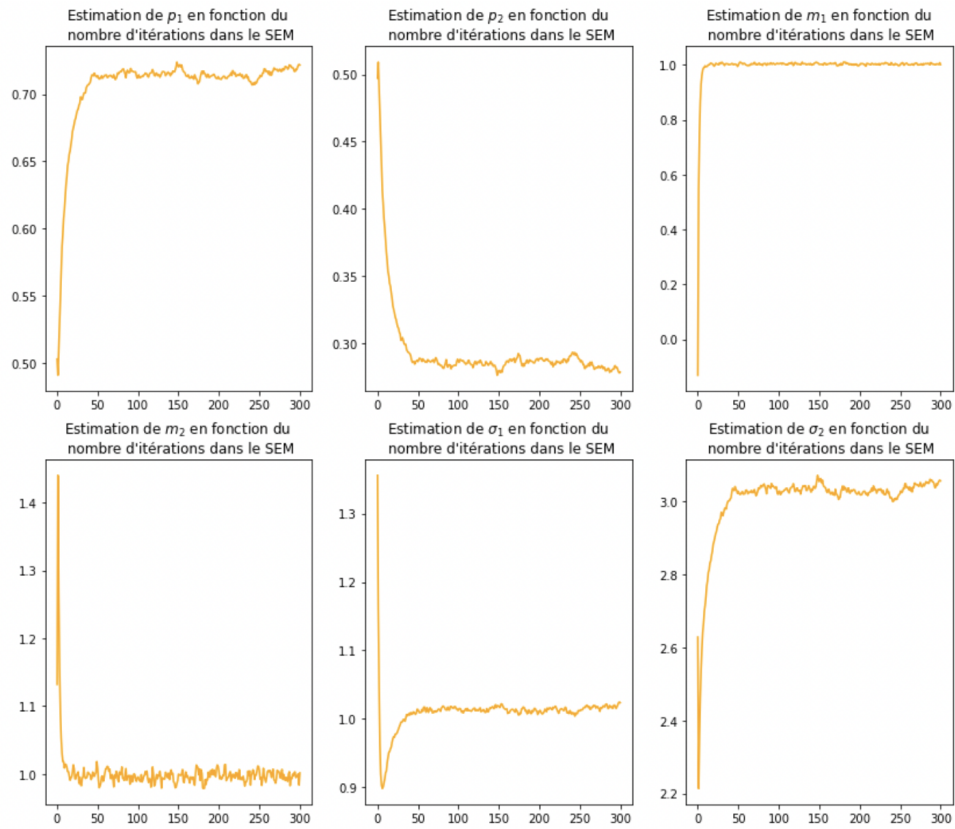 Estimation de p₁ en fonction du
nombre d'itérations dans le SEM
0.70
0.65
0.60
0.55
0.50
0 50 100 150 200 250 300
Estimation de p₂ en fonction du
nombre d'itérations dans le SEM
0.50
0.45
0.40
0.35
0.30
0 50 100 150 200 250 300
Estimation de m₁ en fonction du
nombre d'itérations dans le SEM
1.0
0.8
0.6
0.4
0.2
0.0
0 50 100 150 200 250 300
Estimation de m₂ en fonction du
nombre d'itérations dans le SEM
1.4
1.3
1.2
1.1
1.0
0 50 100 150 200 250 300
Estimation de σ₁ en fonction du
nombre d'itérations dans le SEM
1.3
1.2
1.1
1.0
0.9
0 50 100 150 200 250 300
Estimation de σ₂ en fonction du
nombre d'itérations dans le SEM
3.0
2.8
2.6
2.4
2.2
0 50 100 150 200 250 300